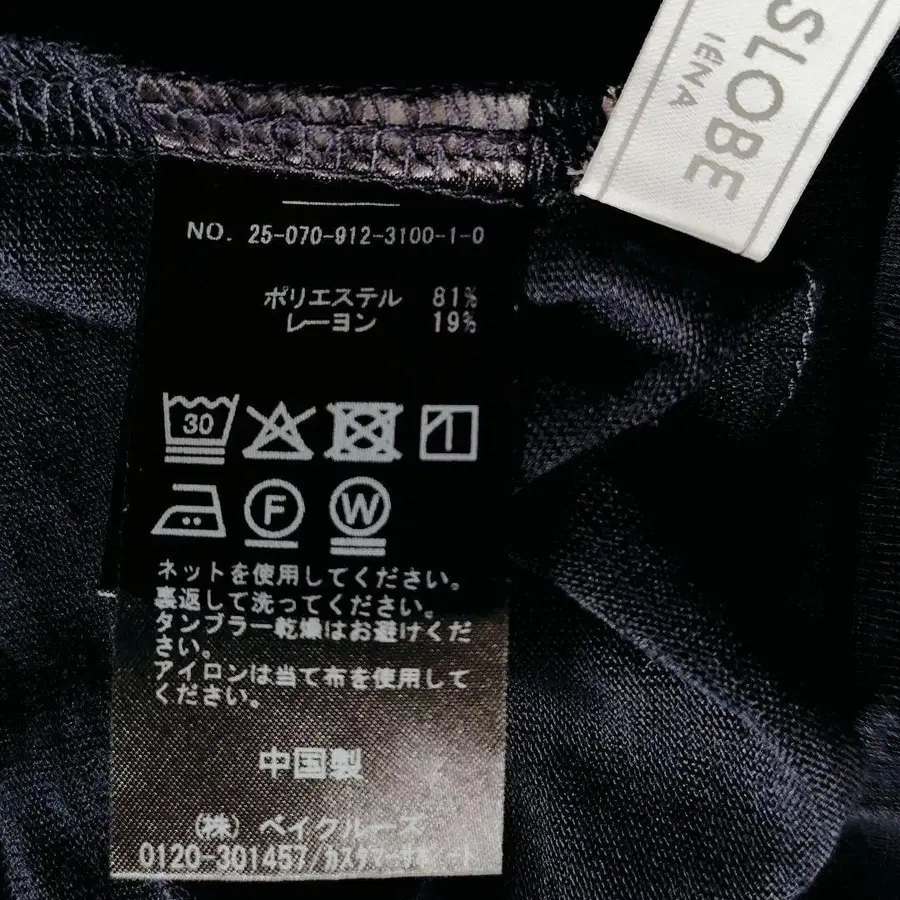 SLOBE
IÉNA
NO. 25-070-912-3100-1-0
ポリエステル 81%
レーヨン 19%
30
F W
ネットを使用してください。
裏返して洗ってください。
タンブラー乾燥はお避けくだ
さい。
アイロンは当て布を使用して
ください。
中国製
(株) ベイクルーズ
0120-301457/カスタマーサポート